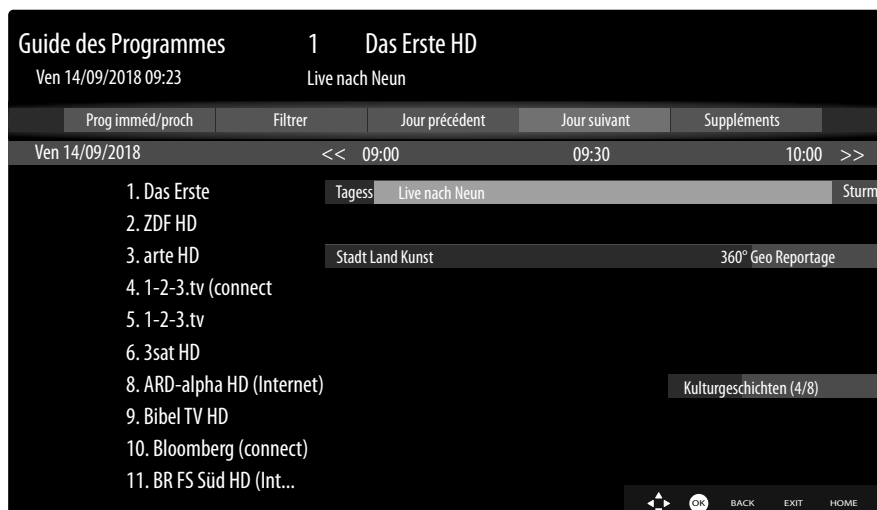 Guide des Programmes 1 Das Erste HD
Ven 14/09/2018 09:23 Live nach Neun
Prog imméd/proch Filtrer Jour précédent Jour suivant Suppléments
Ven 14/09/2018 << 09:00 09:30 10:00 >>
1. Das Erste Tagess Live nach Neun Sturm
2. ZDF HD
3. arte HD Stadt Land Kunst 360° Geo Reportage
4. 1-2-3.tv (connect
5. 1-2-3.tv
6. 3sat HD
8. ARD-alpha HD (Internet) Kulturgeschichten (4/8)
9. Bibel TV HD
10. Bloomberg (connect)
11. BR FS Süd HD (Int...
OK BACK EXIT HOME